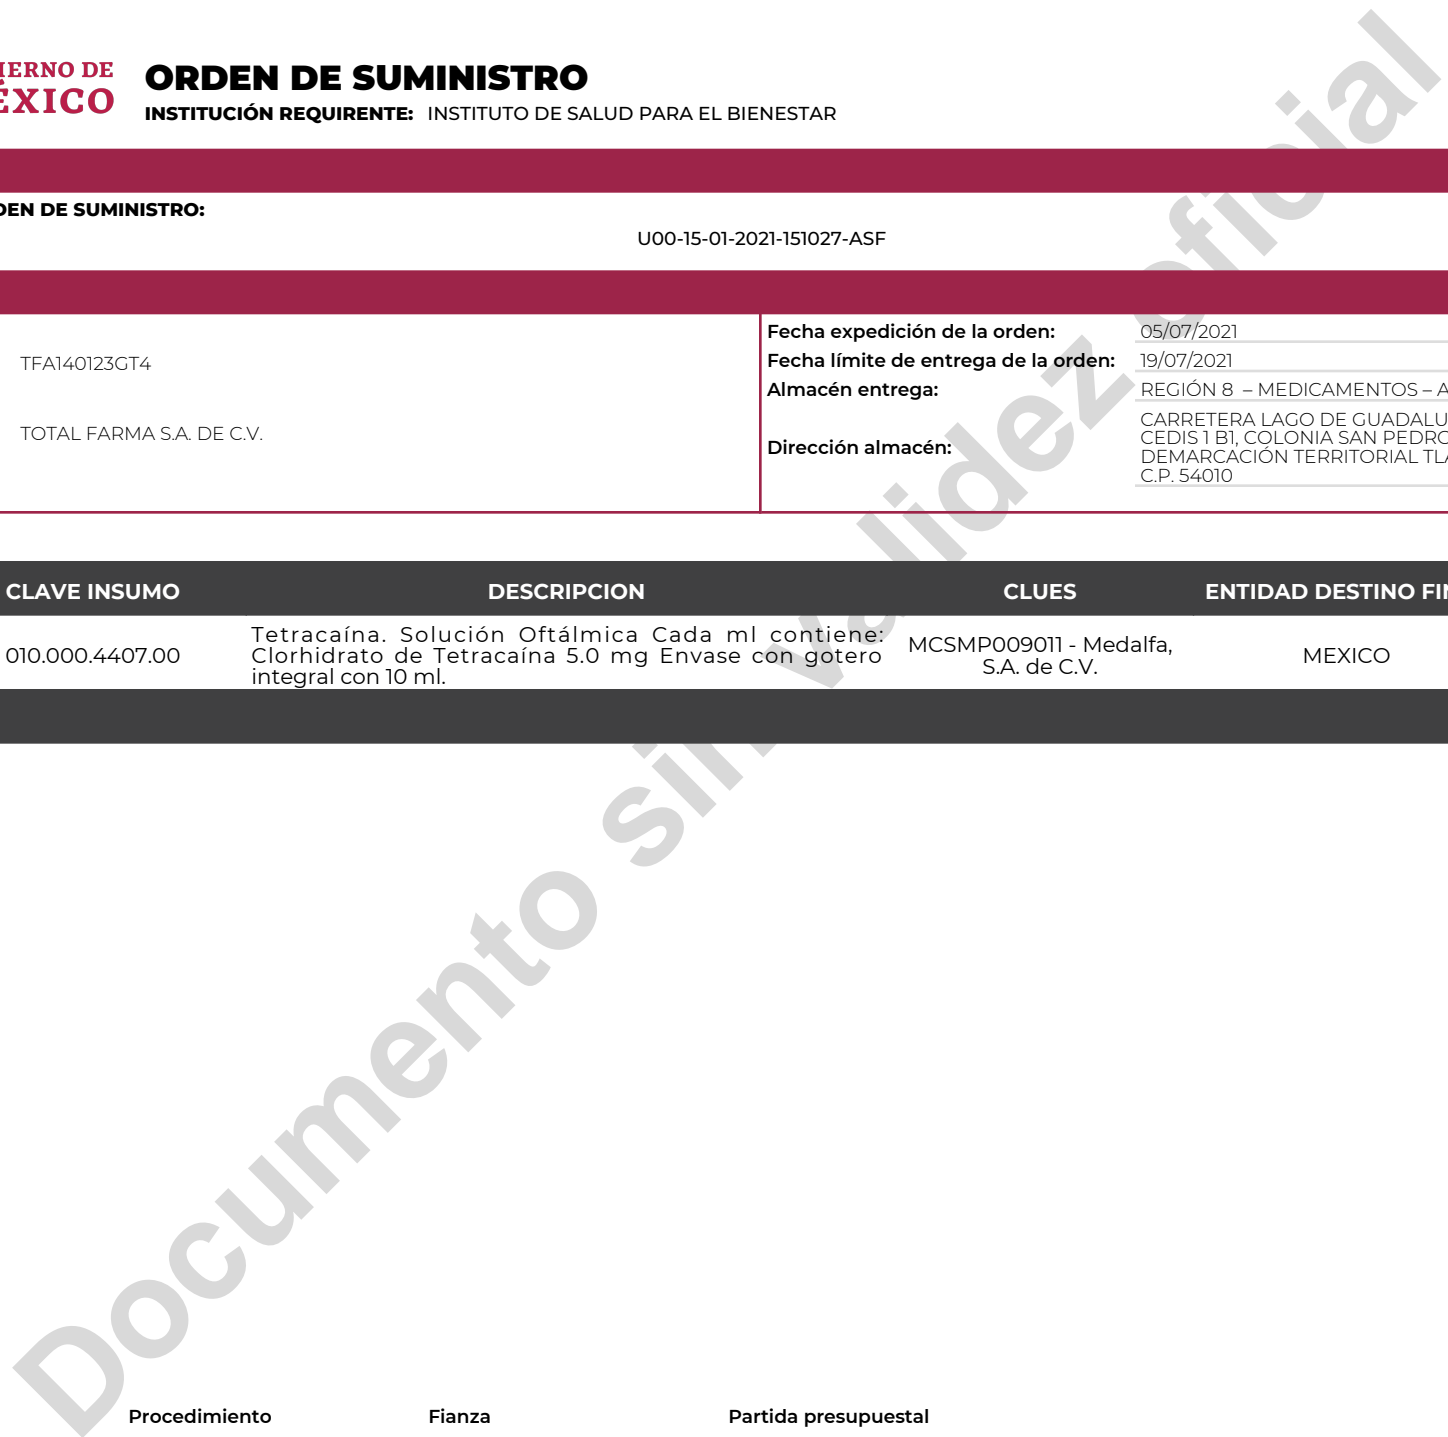 IERNO DE
ÉXICO
ORDEN DE SUMINISTRO
INSTITUCIÓN REQUIRENTE: INSTITUTO DE SALUD PARA EL BIENESTAR
DEN DE SUMINISTRO:
U00-15-01-2021-151027-ASF
TFA140123GT4
TOTAL FARMA S.A. DE C.V.
Fecha expedición de la orden: 05/07/2021
Fecha límite de entrega de la orden: 19/07/2021
Almacén entrega: REGIÓN 8 – MEDICAMENTOS – A
Dirección almacén:
CARRETERA LAGO DE GUADALU
CEDIS 1 B1, COLONIA SAN PEDRO
DEMARCACIÓN TERRITORIAL TLA
C.P. 54010
CLAVE INSUMO DESCRIPCION CLUES ENTIDAD DESTINO FIN
010.000.4407.00
Tetracaína. Solución Oftálmica Cada ml contiene:
Clorhidrato de Tetracaína 5.0 mg Envase con gotero
integral con 10 ml.
MCSMP009011 - Medalfa,
S.A. de C.V.
MEXICO
Documento sin validez oficial
Procedimiento Fianza Partida presupuestal